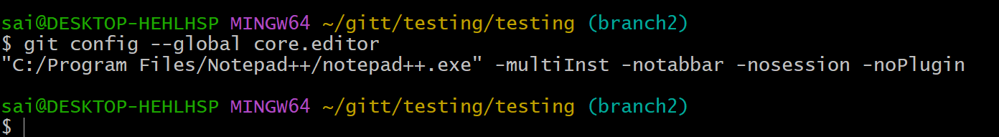 sai@DESKTOP-HEHLHSP MINGW64 ~/gitt/testing/testing (branch2)
$ git config --global core.editor
"C:/Program Files/Notepad++/notepad++.exe" -multiInst -notabbar -nosession -noPlugin
sai@DESKTOP-HEHLHSP MINGW64 ~/gitt/testing/testing (branch2)
$